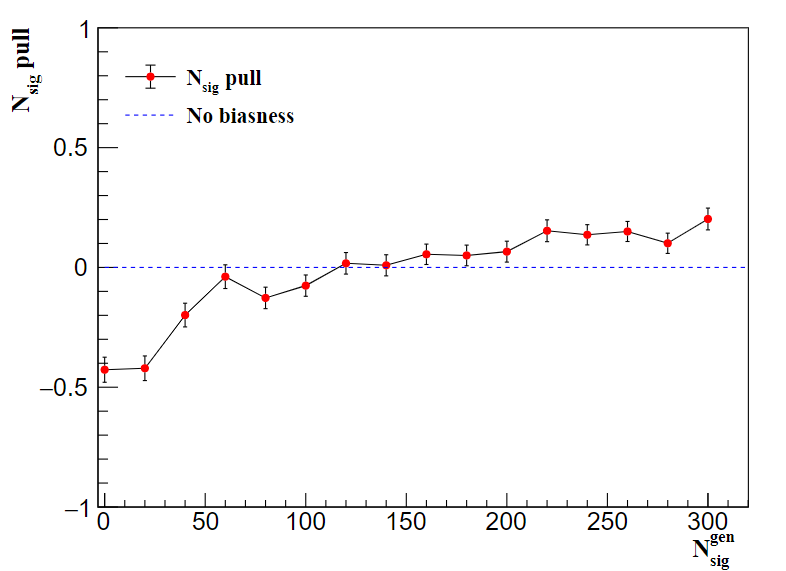 N_sig pull
1
0.5
0
−0.5
−1
N_sig pull
No biasness
0 50 100 150 200 250 300
N_sig^gen